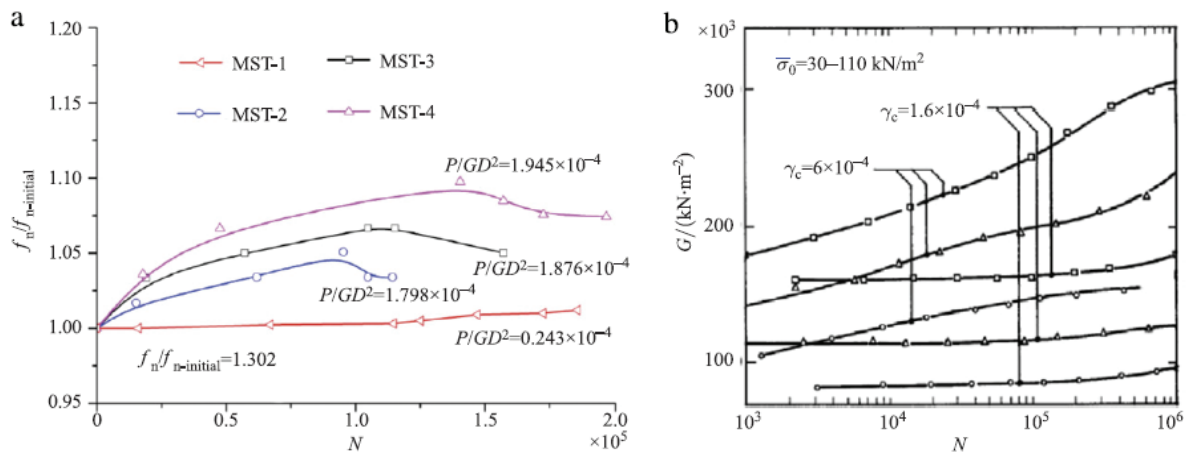 a
1.20
1.15
1.10
1.05
1.00
0.95
fn/fn-initial
MST-1
MST-3
MST-2
MST-4
P/GD²=1.945×10⁻⁴
P/GD²=1.876×10⁻⁴
P/GD²=1.798×10⁻⁴
P/GD²=0.243×10⁻⁴
fn/fn-initial=1.302
0
0.5
1.0
1.5
2.0
×10⁵
N
b
×10³
300
200
100
G/(kN·m⁻²)
σ̅₀=30–110 kN/m²
γc=1.6×10⁻⁴
γc=6×10⁻⁴
10³
10⁴
10⁵
10⁶
N